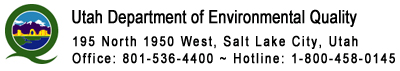 Utah Department of Environmental Quality
195 North 1950 West, Salt Lake City, Utah
Office: 801-536-4400 ~ Hotline: 1-800-458-0145